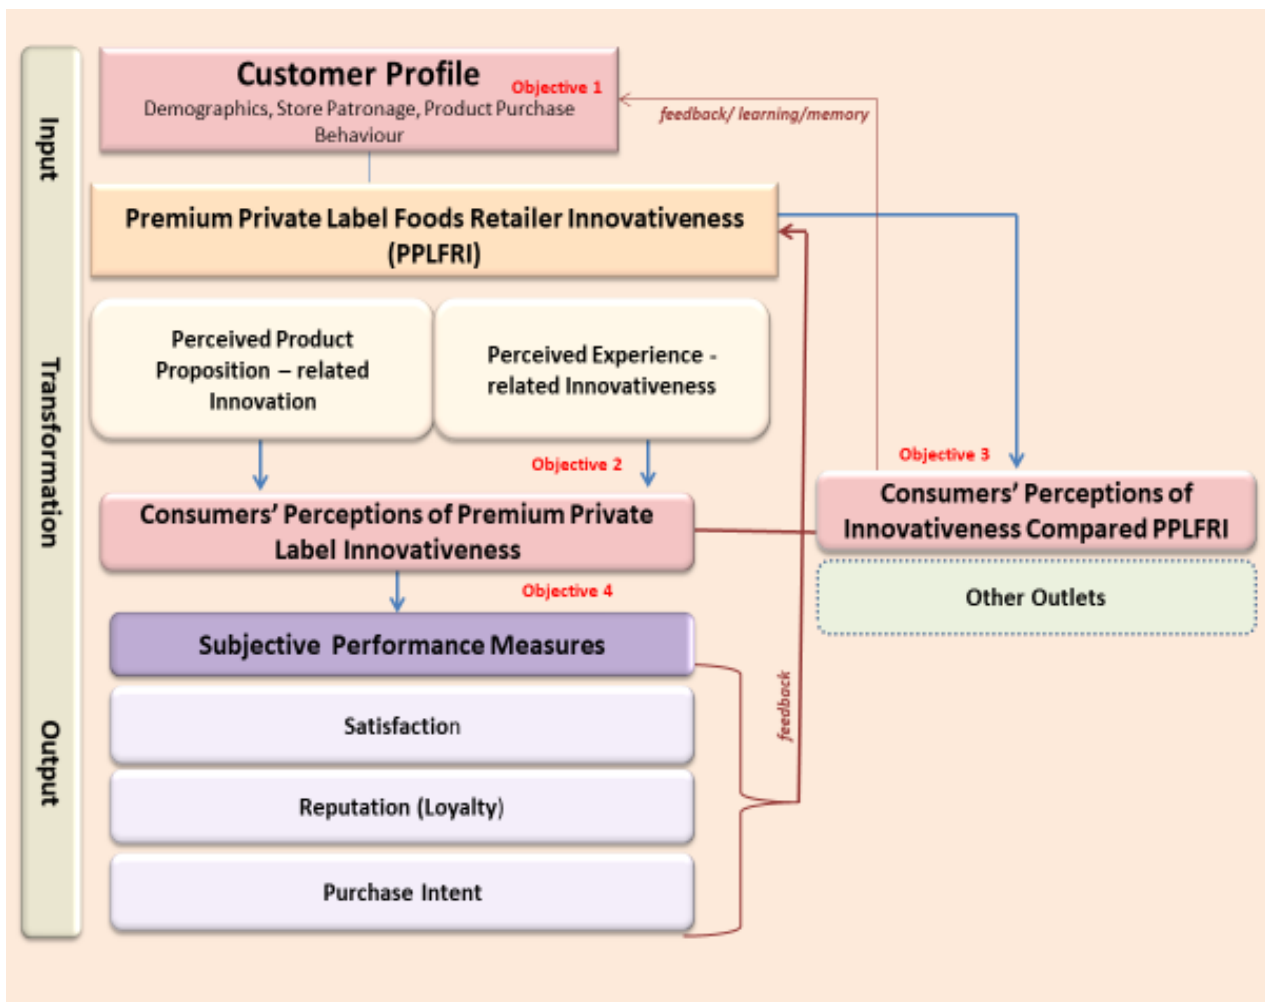 Input
Transformation
Output
Customer Profile
Objective 1
Demographics, Store Patronage, Product Purchase
Behaviour
feedback/ learning/memory
Premium Private Label Foods Retailer Innovativeness
(PPLFRI)
Perceived Product
Proposition – related
Innovation
Perceived Experience -
related Innovativeness
Objective 2
Objective 3
Consumers’ Perceptions of Premium Private
Label Innovativeness
Consumers’ Perceptions of
Innovativeness Compared PPLFRI
Other Outlets
Objective 4
Subjective Performance Measures
feedback
Satisfaction
Reputation (Loyalty)
Purchase Intent